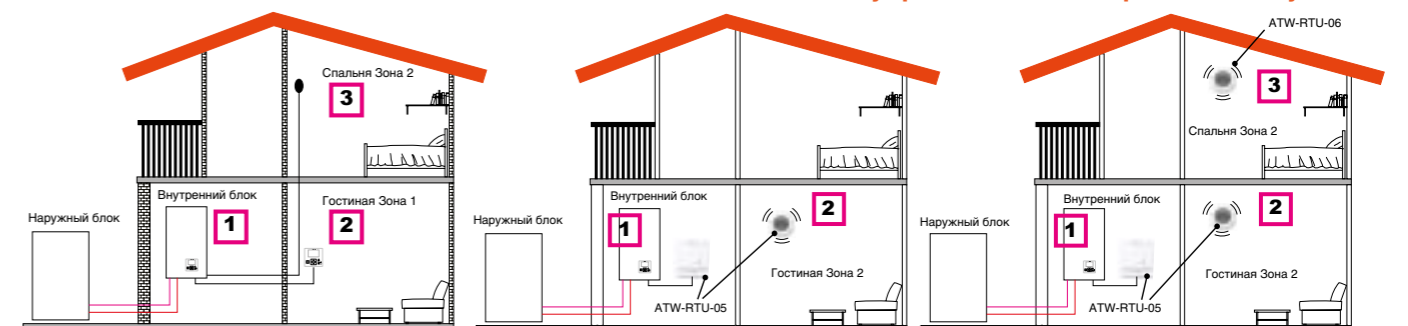 Спальня Зона 2
3
Внутренний блок
Гостиная Зона 1
Наружный блок
1
2
Внутренний блок
2
Наружный блок
1
Гостиная Зона 2
ATW-RTU-05
ATW-RTU-06
3
Спальня Зона 2
Внутренний блок
2
Наружный блок
1
Гостиная Зона 2
ATW-RTU-05